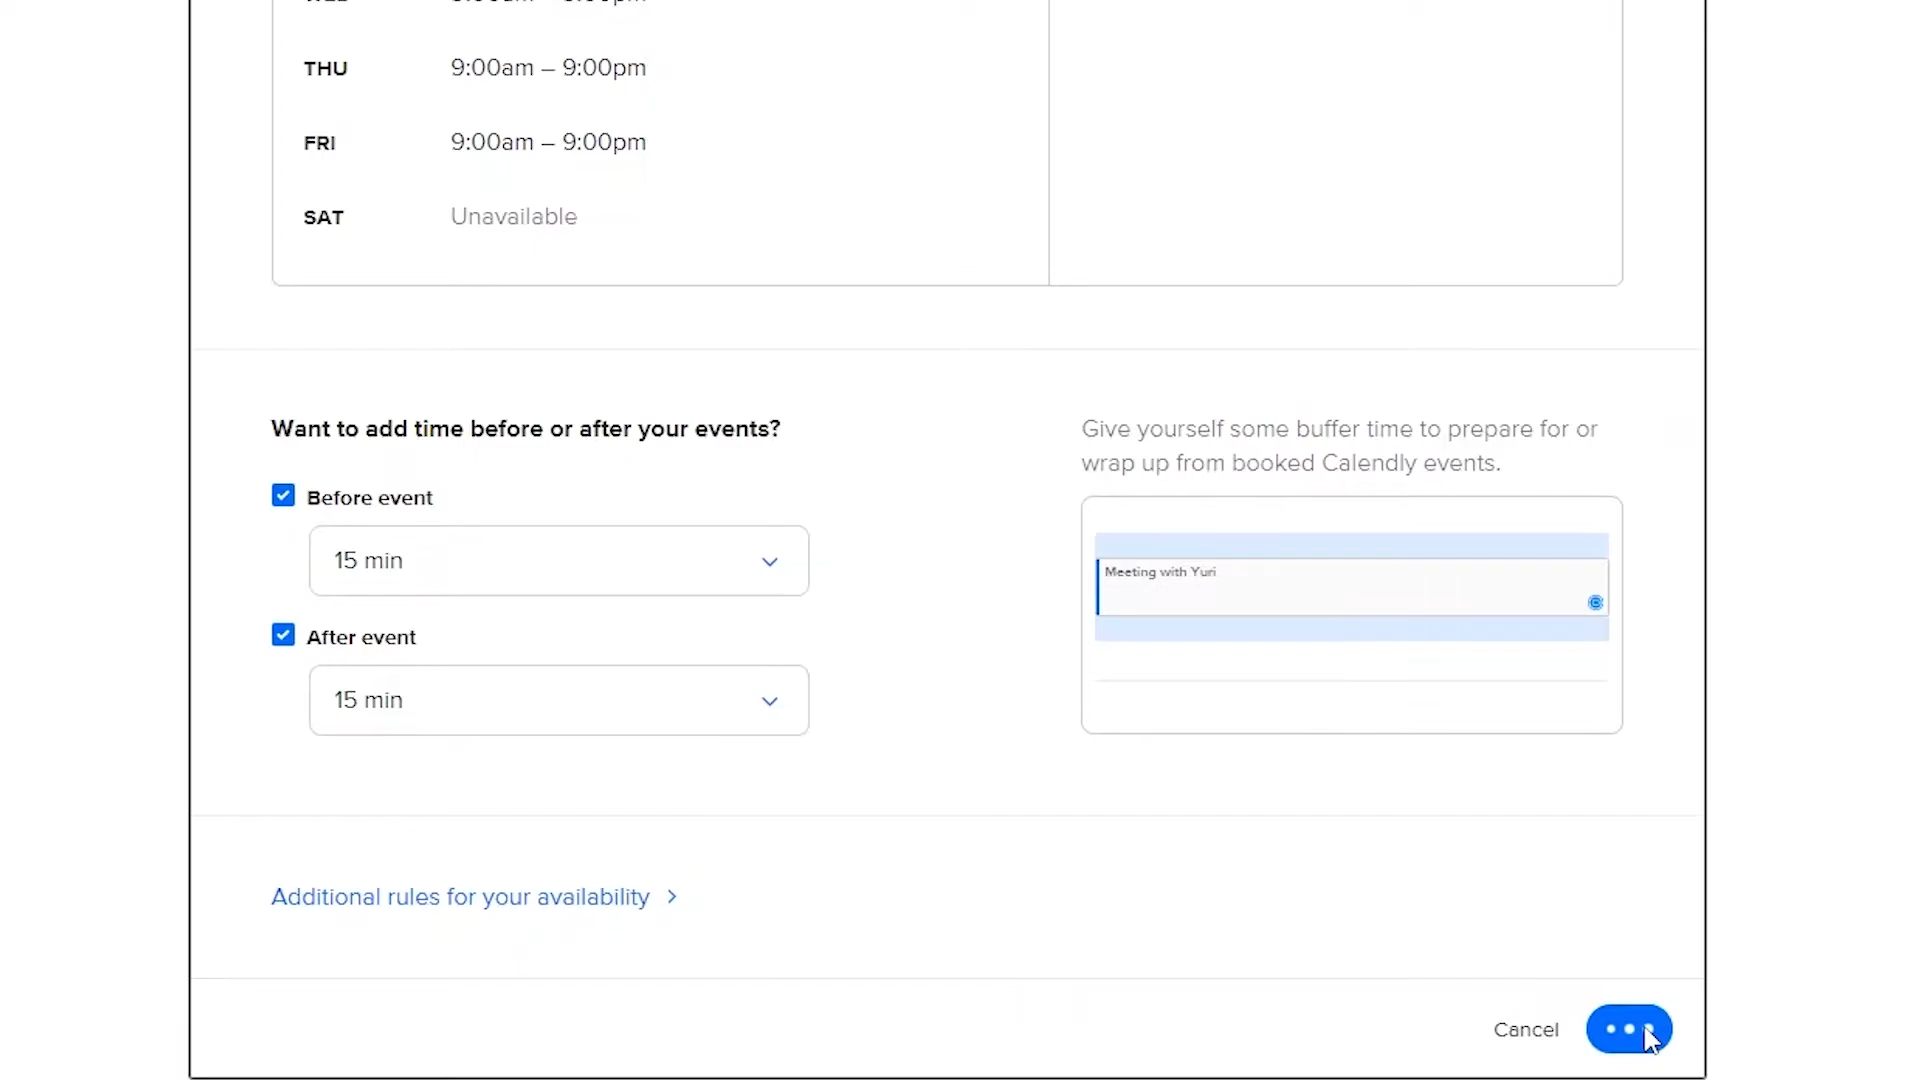 THU 9:00am – 9:00pm
FRI 9:00am – 9:00pm
SAT Unavailable
Want to add time before or after your events?
Before event
15 min
After event
15 min
Give yourself some buffer time to prepare for or
wrap up from booked Calendly events.
Meeting with Yuri
Additional rules for your availability
Cancel